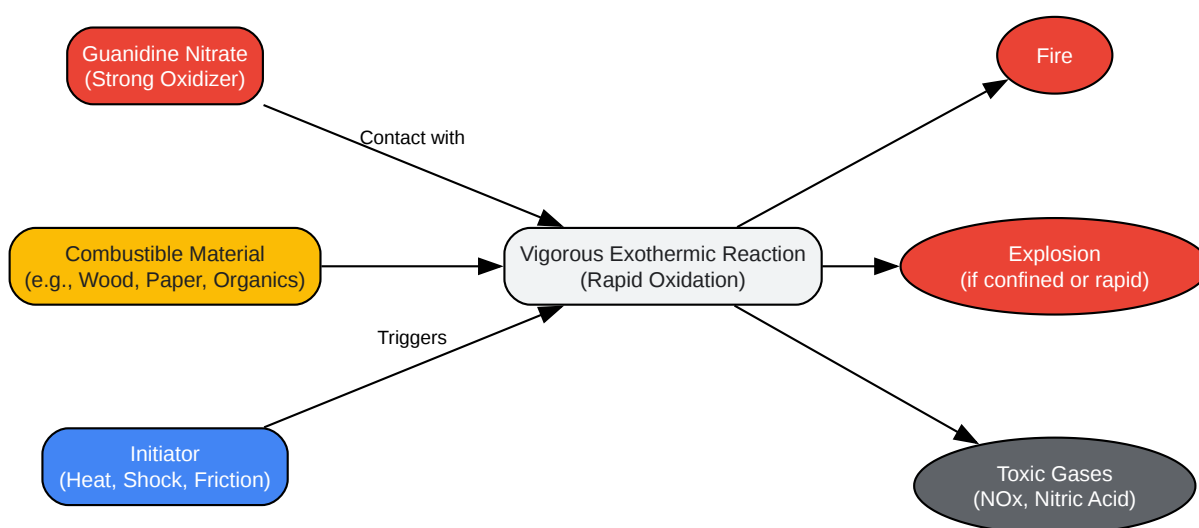 Guanidine Nitrate
(Strong Oxidizer)
Fire
Contact with
Combustible Material
(e.g., Wood, Paper, Organics)
Vigorous Exothermic Reaction
(Rapid Oxidation)
Explosion
(if confined or rapid)
Triggers
Initiator
(Heat, Shock, Friction)
Toxic Gases
(NOx, Nitric Acid)